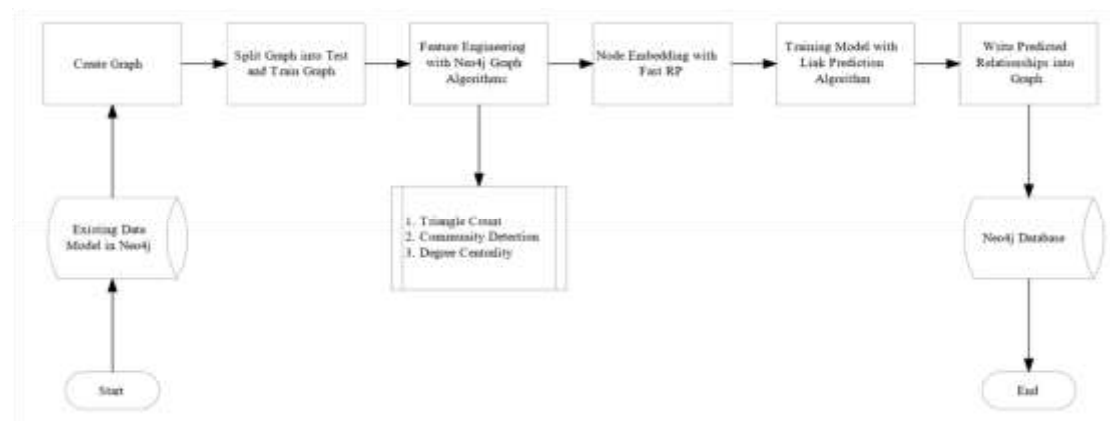 Create Graph
Split Graph into Test
and Train Graph
Feature Engineering
with Neo4j Graph
Algorithms
Node Embedding with
Fast RP
Training Model with
Link Prediction
Algorithm
Write Predicted
Relationships into
Graph
Existing Data
Model in Neo4j
1. Triangle Count
2. Community Detection
3. Degree Centrality
Neo4j Database
Start
End